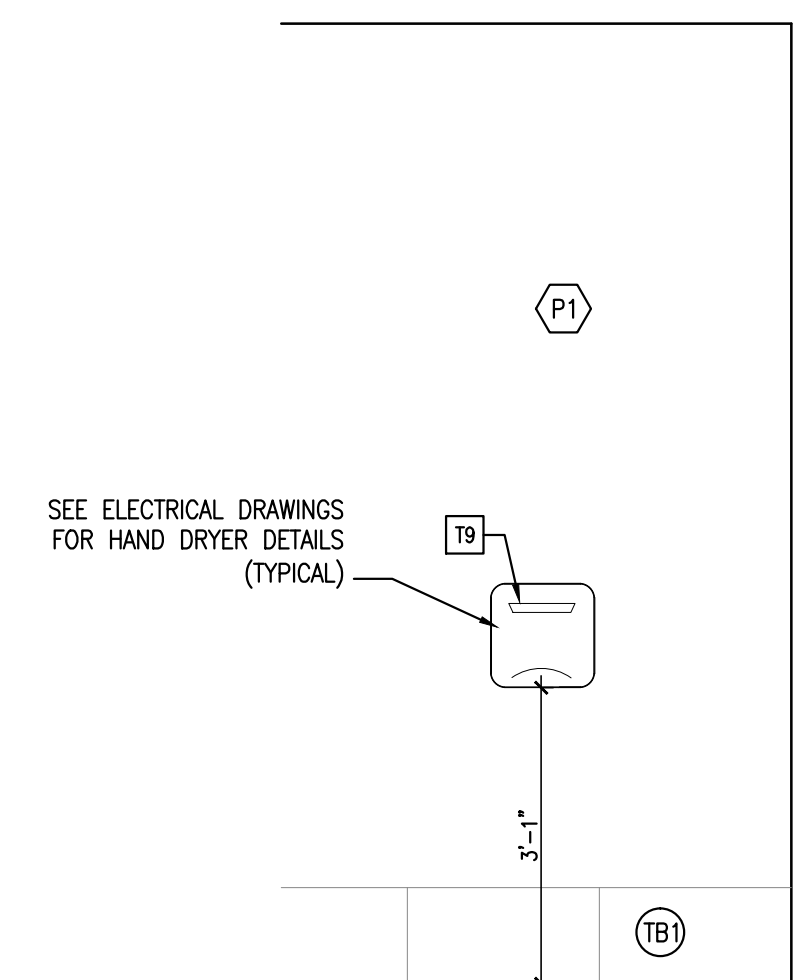 P1
SEE ELECTRICAL DRAWINGS
FOR HAND DRYER DETAILS
(TYPICAL)
T9
3'-1"
TB1